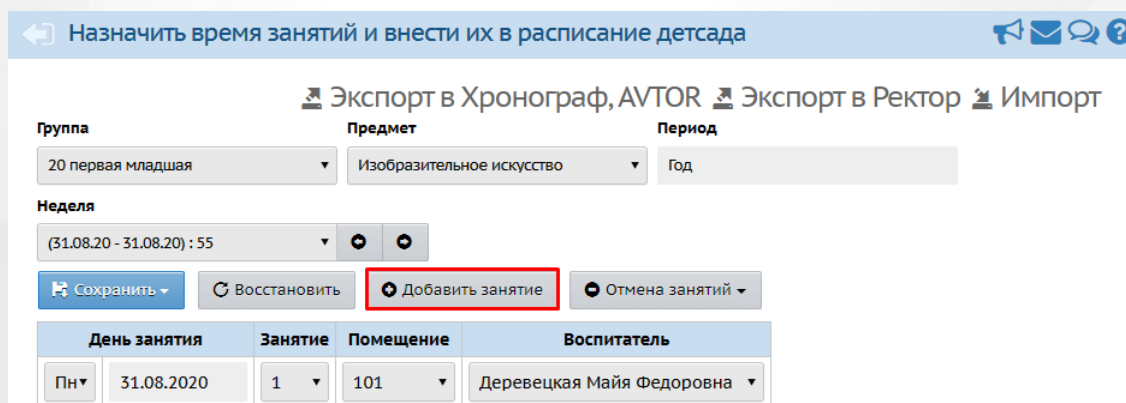 Назначить время занятий и внести их в расписание детсада
Экспорт в Хронограф, AVTOR Экспорт в Ректор Импорт
Группа Предмет Период
20 первая младшая Изобразительное искусство Год
Неделя
(31.08.20 - 31.08.20) : 55
Сохранить Восстановить Добавить занятие Отмена занятий
День занятия Занятие Помещение Воспитатель
Пн 31.08.2020 1 101 Деревецкая Майя Федоровна